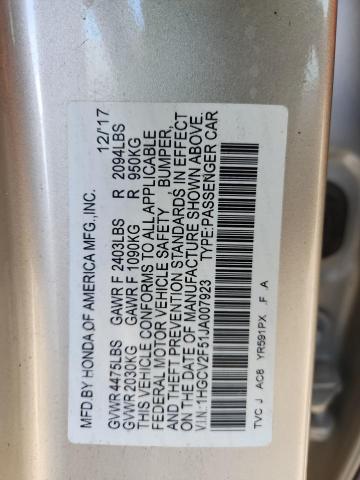 MFD.BY HONDA OF AMERICA MFG.,INC. 12/'17
GVWR 4475LBS GAWR F 2403LBS R 2094LBS
GVWR 2030KG GAWR F 1090KG R 950KG
THIS VEHICLE CONFORMS TO ALL APPLICABLE
FEDERAL MOTOR VEHICLE SAFETY BUMPER,
AND THEFT PREVENTION STANDARDS IN EFFECT
ON THE DATE OF MANUFACTURE SHOWN ABOVE.
V.I.N.:1HGCV2F51JA007923 TYPE:PASSENGER CAR
TVC J AC8 YR591PX F A